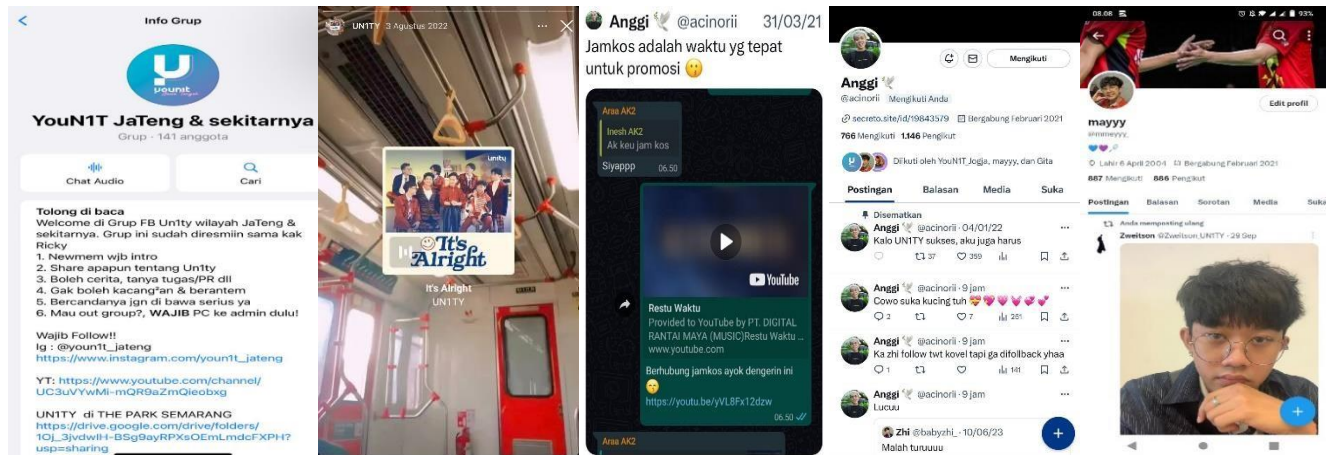 Info Grup
younit
YouN1T JaTeng & sekitarnya
Grup · 141 anggota
Chat Audio
Cari
Tolong di baca
Welcome di Grup FB Un1ty wilayah JaTeng &
sekitarnya. Grup ini sudah diresmiin sama kak
Ricky
1. Newmem wjb intro
2. Share apapun tentang Un1ty
3. Boleh cerita, tanya tugas/PR dll
4. Gak boleh kacang²an & berantem
5. Bercandanya jgn di bawa serius ya
6. Mau out group?, WAJIB PC ke admin dulu!
Wajib Follow!!
Ig : @youn1t_jateng
https://www.instagram.com/youn1t_jateng
YT: https://www.youtube.com/channel/
UC3uVYwMi-mQR9aZmQieobxg
UN1TY di THE PARK SEMARANG
https://drive.google.com/drive/folders/
1Oj_3jvdwIH-BSg9ayRPXsOEmLmdcFXPH?
usp=sharing
UN1TY 3 Agustus 2022
un1ty
It's
Alright
It's Alright
UN1TY
Anggi 🕊 @acinorii 31/03/21
Jamkos adalah waktu yg tepat
untuk promosi 🤫
Araa AK2
Inesh AK2
Ak keu jam kos
Siyappp 06.50
YouTube
Restu Waktu
Provided to YouTube by PT. DIGITAL
RANTAI MAYA (MUSIC)Restu Waktu ...
www.youtube.com
Berhubung jamkos ayok dengerin ini
😙
https://youtu.be/yVL8Fx12dzw
06.50
Araa AK2
Mengikuti
Anggi 🕊
@acinorii Mengikuti Anda
secreto.site/id/19843579 Bergabung Februari 2021
766 Mengikuti 1.146 Pengikut
Diikuti oleh YouN1T_Jogja, mayyy, dan Gita
Postingan Balasan Media Suka
Disematkan
Anggi 🕊 @acinorii · 04/01/22
Kalo UN1TY sukses, aku juga harus
37 359
Anggi 🕊 @acinorii · 9 jam
Cowo suka kucing tuh
2 7 251
Anggi 🕊 @acinorii · 9 jam
Ka zhi follow twt kovel tapi ga difollback yhaa
1 141
Anggi 🕊 @acinorii · 9 jam
Lucuu
Zhi @babyzhi_ · 10/06/23
Malah turuuuu
08.08 93%
Edit profil
mayyy
@mmeyyy_
Lahir 6 April 2004 Bergabung Februari 2021
887 Mengikuti 886 Pengikut
Postingan Balasan Sorotan Media Suka
Anda memposting ulang
Zweitson @Zweitson_UN1TY · 29 Sep